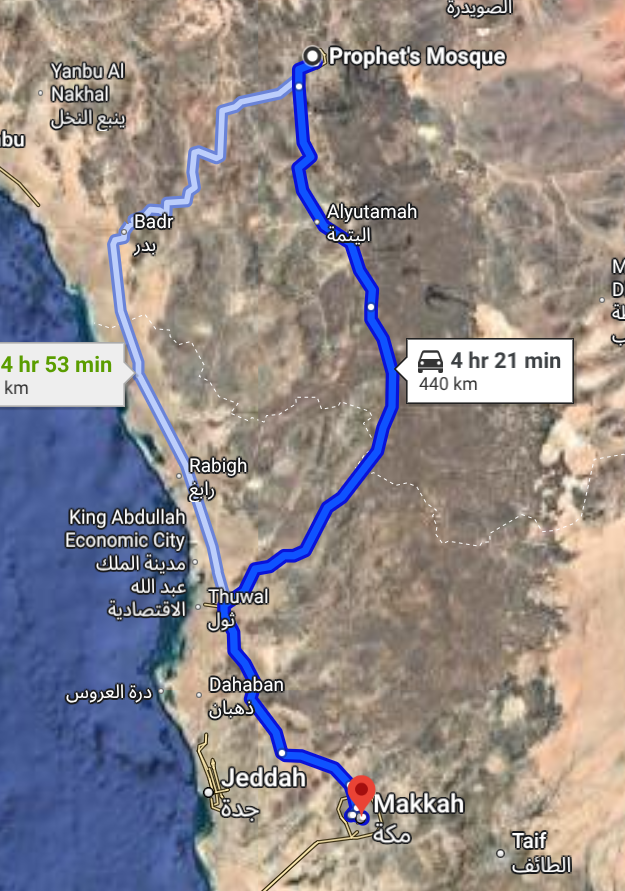 الصويدرة
Prophet's Mosque
Yanbu Al
Nakhal
ينبع النخل
bu
Alyutamah
اليتمة
Badr
بدر
M
D
4 hr 53 min
km
4 hr 21 min
440 km
Rabigh
رابغ
King Abdullah
Economic City
مدينة الملك
عبد الله
الاقتصادية
Thuwal
ثول
Dahaban
ذهبان
درة العروس
Jeddah
جدة
Makkah
مكة
Taif
الطائف